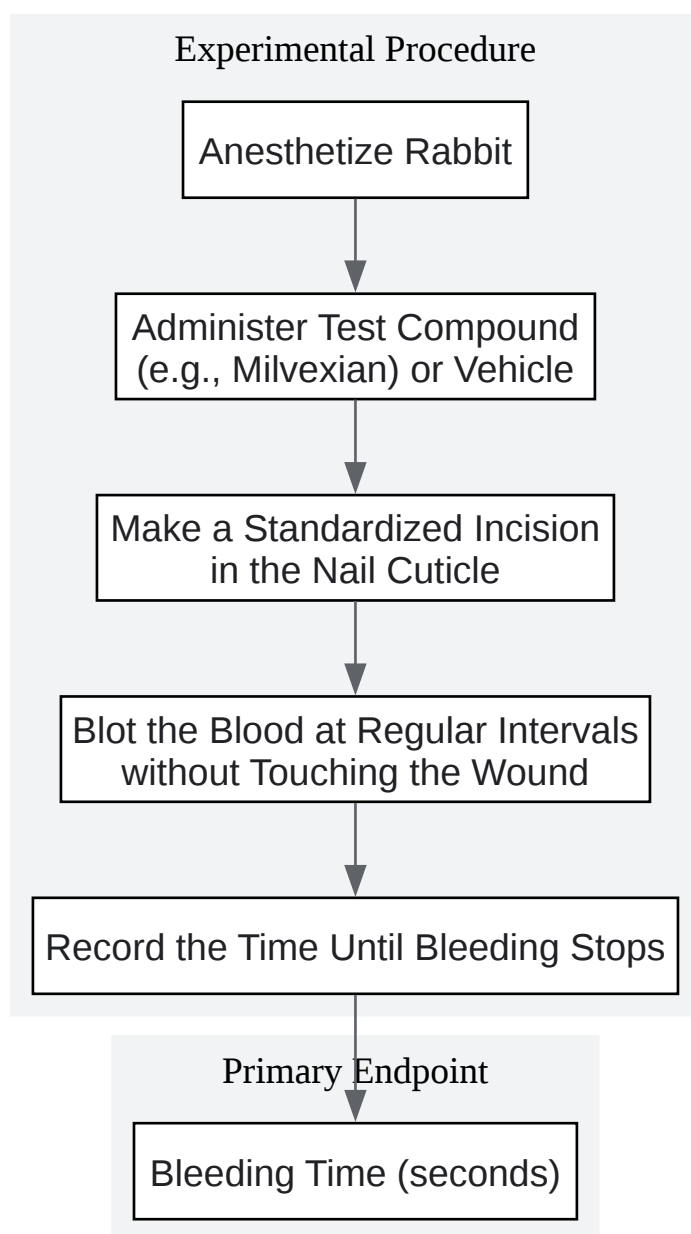 Experimental Procedure
Anesthetize Rabbit
Administer Test Compound
(e.g., Milvexian) or Vehicle
Make a Standardized Incision
in the Nail Cuticle
Blot the Blood at Regular Intervals
without Touching the Wound
Record the Time Until Bleeding Stops
Primary Endpoint
Bleeding Time (seconds)